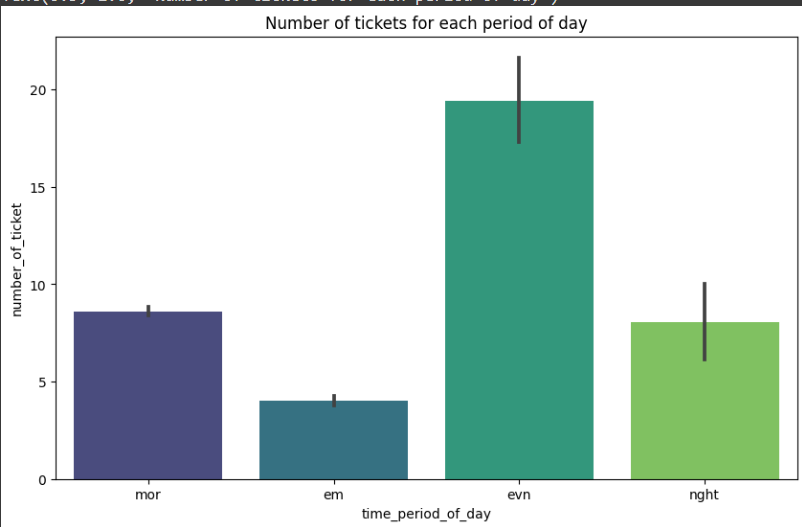 Number of tickets for each period of day
number_of_ticket
20
15
10
5
0
mor em evn nght
time_period_of_day